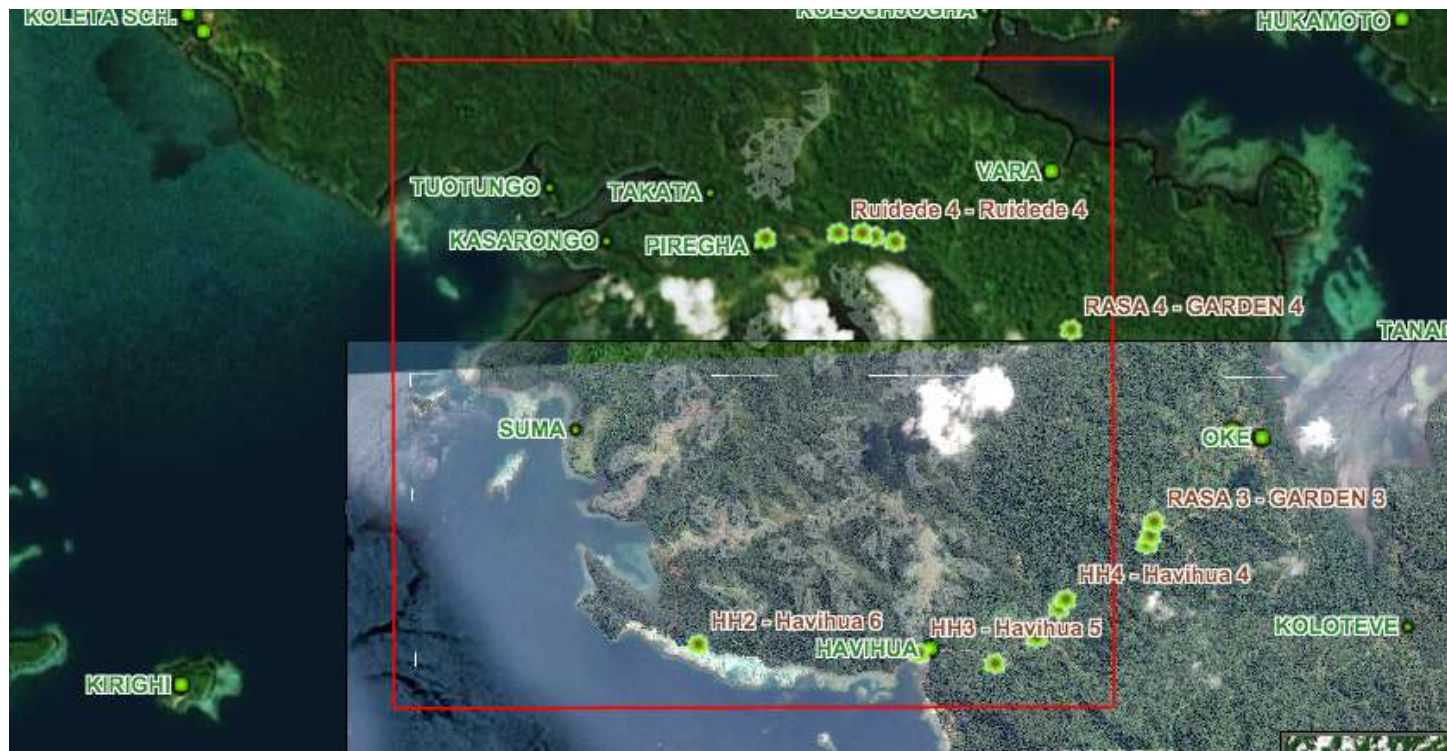 KOLETA SCH.
HUKAMOTO
VARA
TUOTUNGO
TAKATA
Ruidede 4 - Ruidede 4
KASARONGO
PIREGHA
RASA 4 - GARDEN 4
SUMA
OKE
RASA 3 - GARDEN 3
HH4 - Havihua 4
HH2 - Havihua 6
HH3 - Havihua 5
HAVIHUA
KOLOTEVE
KIRIGHI